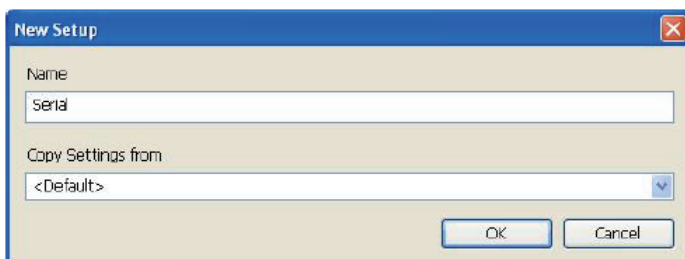 New Setup
Name
Serial
Copy Settings from
<Default>
OK
Cancel